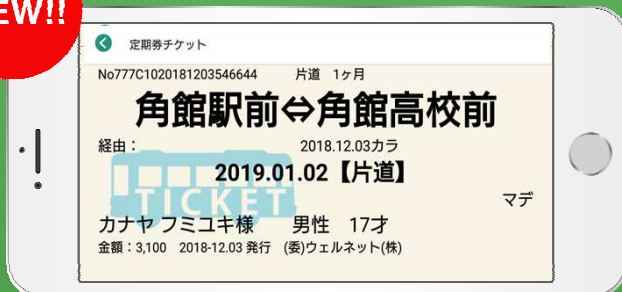 EW!!
定期券チケット
No777C1020181203546644 片道 1ヶ月
角館駅前⇔角館高校前
経由： 2018.12.03カラ
2019.01.02【片道】
マデ
TICKET
カナヤ フミユキ様 男性 17才
金額：3,100 2018-12.03 発行 (委)ウェルネット(株)